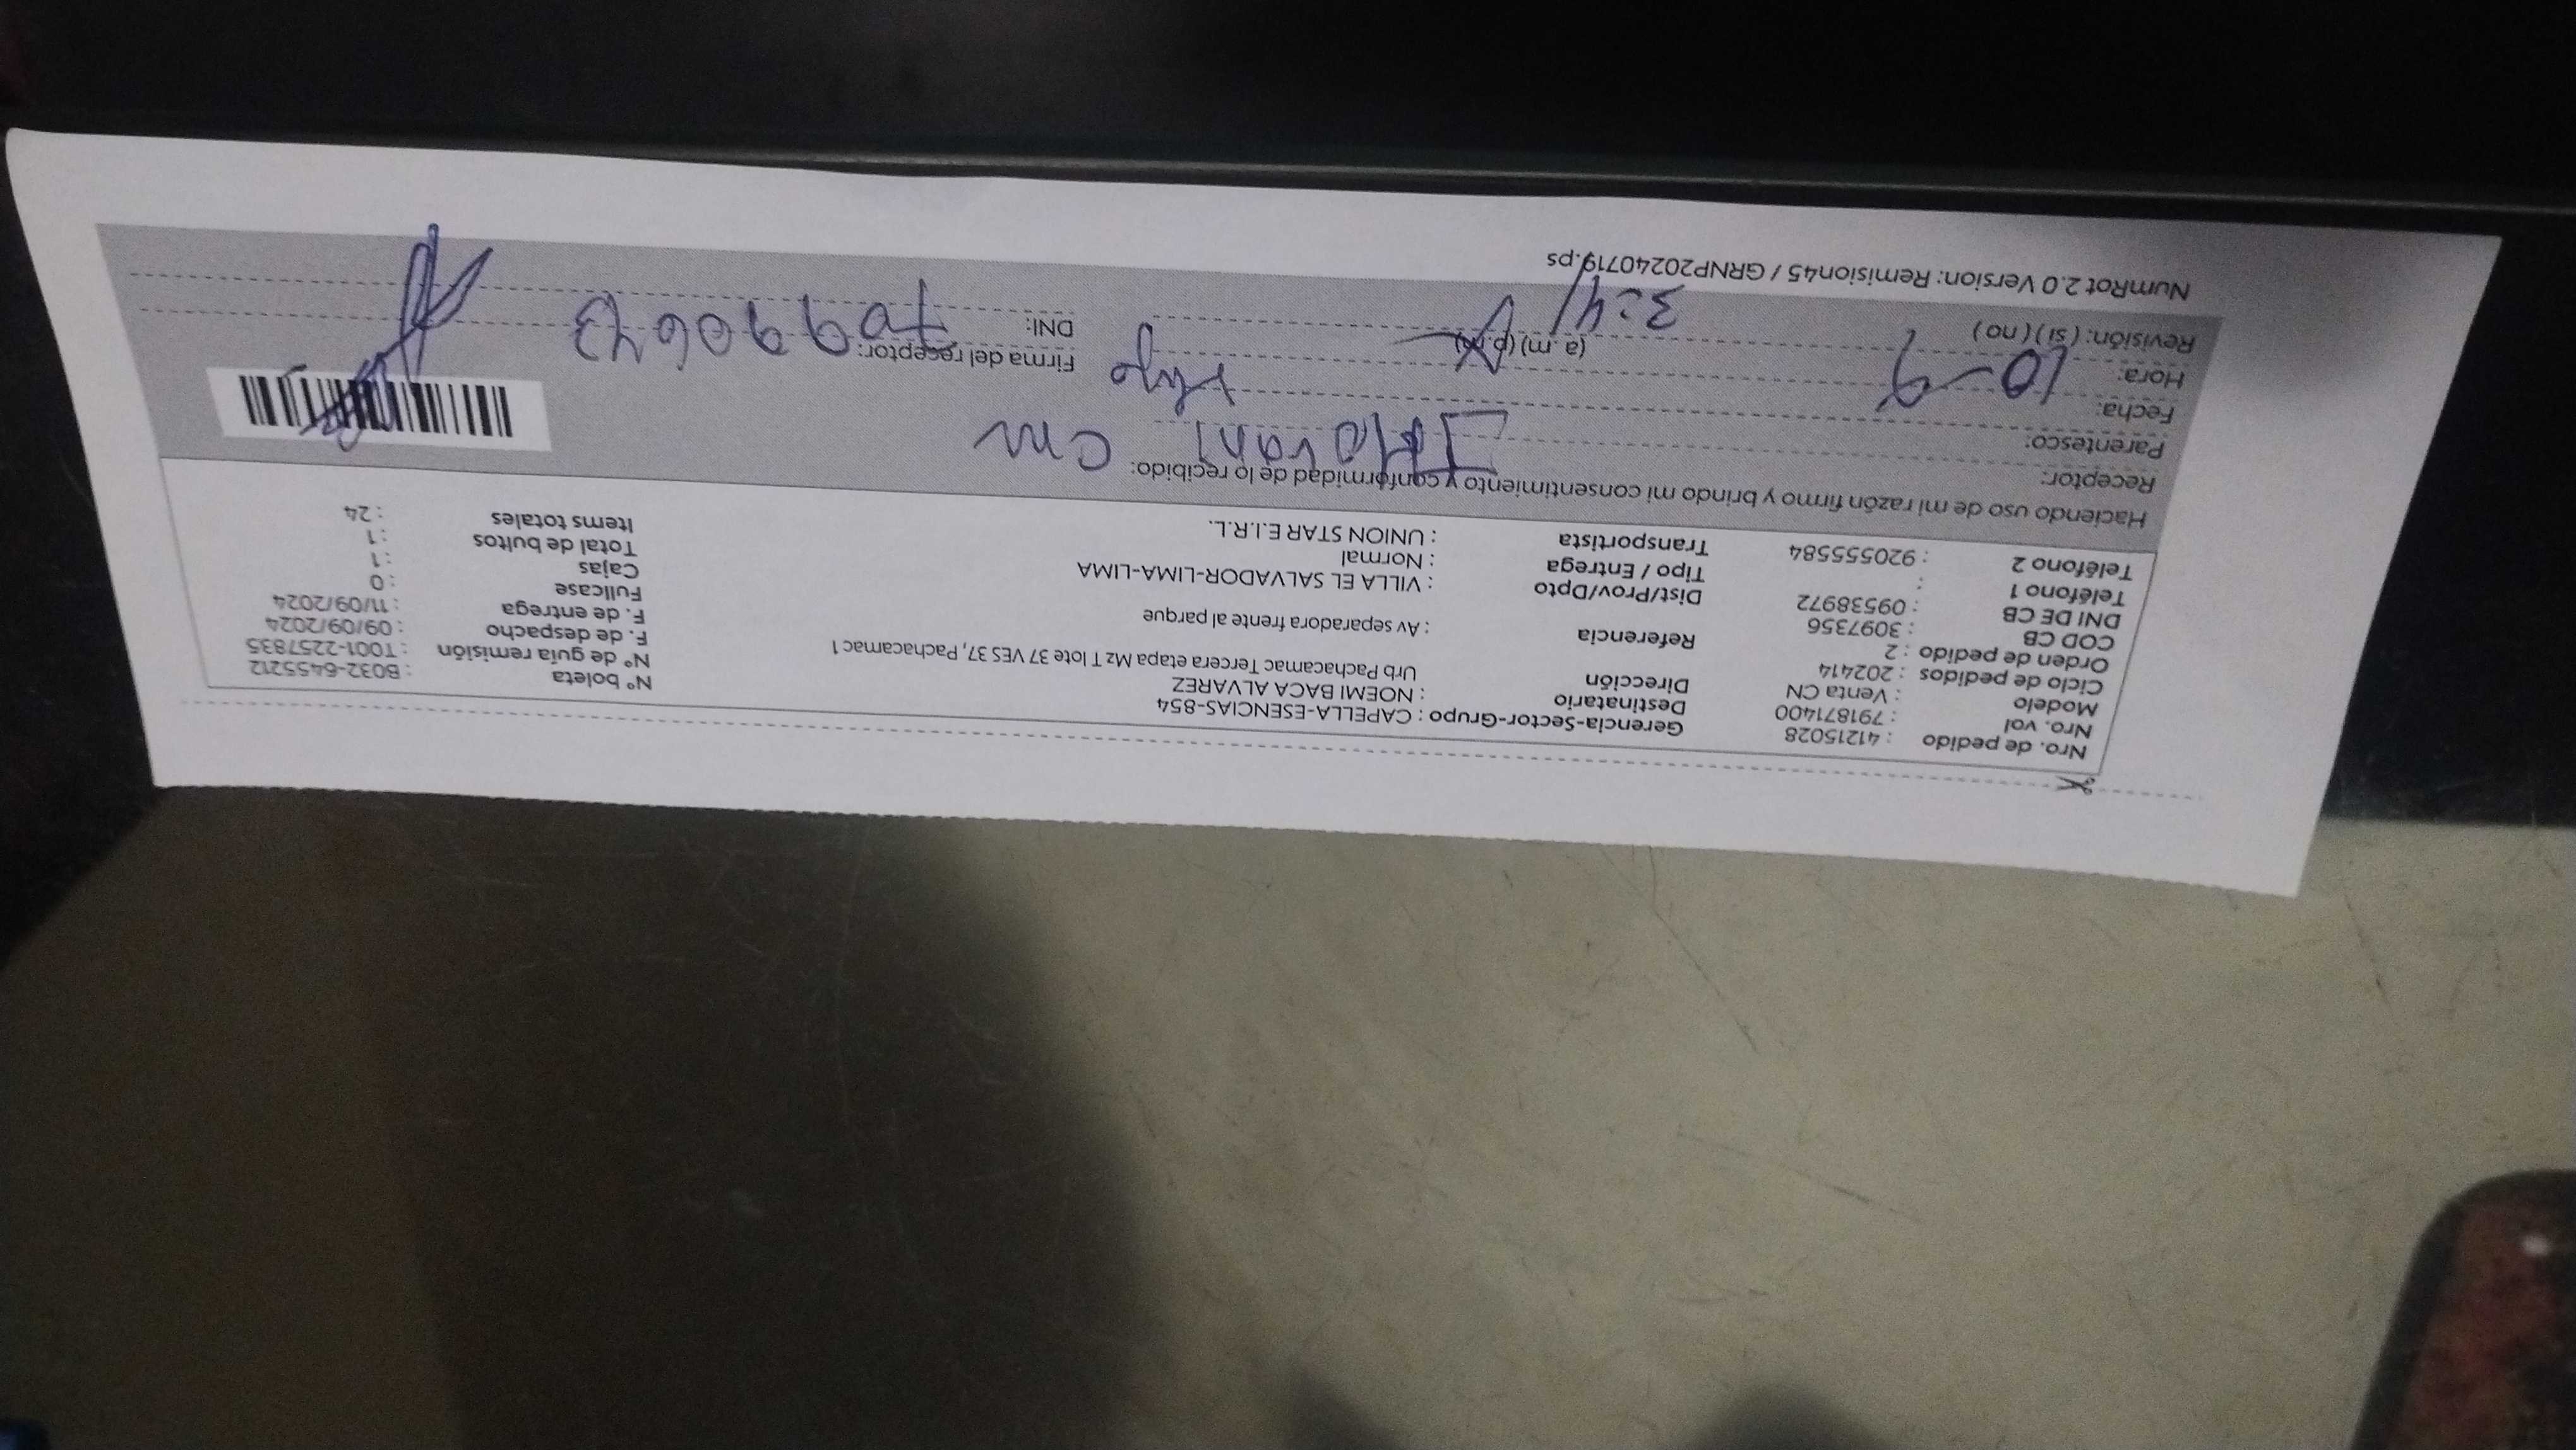 Nro. de pedido : 41215028 Gerencia-Sector-Grupo : CAPELLA-ESENCIAS-854 N° boleta : B032-6455212
Nro. vol : 791871400 Destinatario : NOEMI BACA ALVAREZ N° de guía remisión : T001-2257835
Modelo : Venta CN Dirección Urb Pachacamac Tercera etapa Mz T lote 37 VES 37, Pachacamac 1 F. de despacho : 09/09/2024
Ciclo de pedidos : 202414 Referencia : Av separadora frente al parque F. de entrega : 11/09/2024
Orden de pedido : 2 Dist/Prov/Dpto : VILLA EL SALVADOR-LIMA-LIMA Fullcase : 0
COD CB : 3097356 Tipo / Entrega : Normal Cajas : 1
DNI DE CB : 09538972 Transportista : UNION STAR E.I.R.L. Total de bultos : 1
Teléfono 1 : Items totales : 24
Teléfono 2 : 920555584
Haciendo uso de mi razón firmo y brindo mi consentimiento y conformidad de lo recibido:
Receptor:
Parentesco:
Fecha: 10-9
Hora: 3:41 (a. m) (p. m)
Revisión: ( si ) ( no )
Firma del receptor:
DNI: 70990673
NumRot 2.0 Version: Remision45 / GRNP20240719.ps